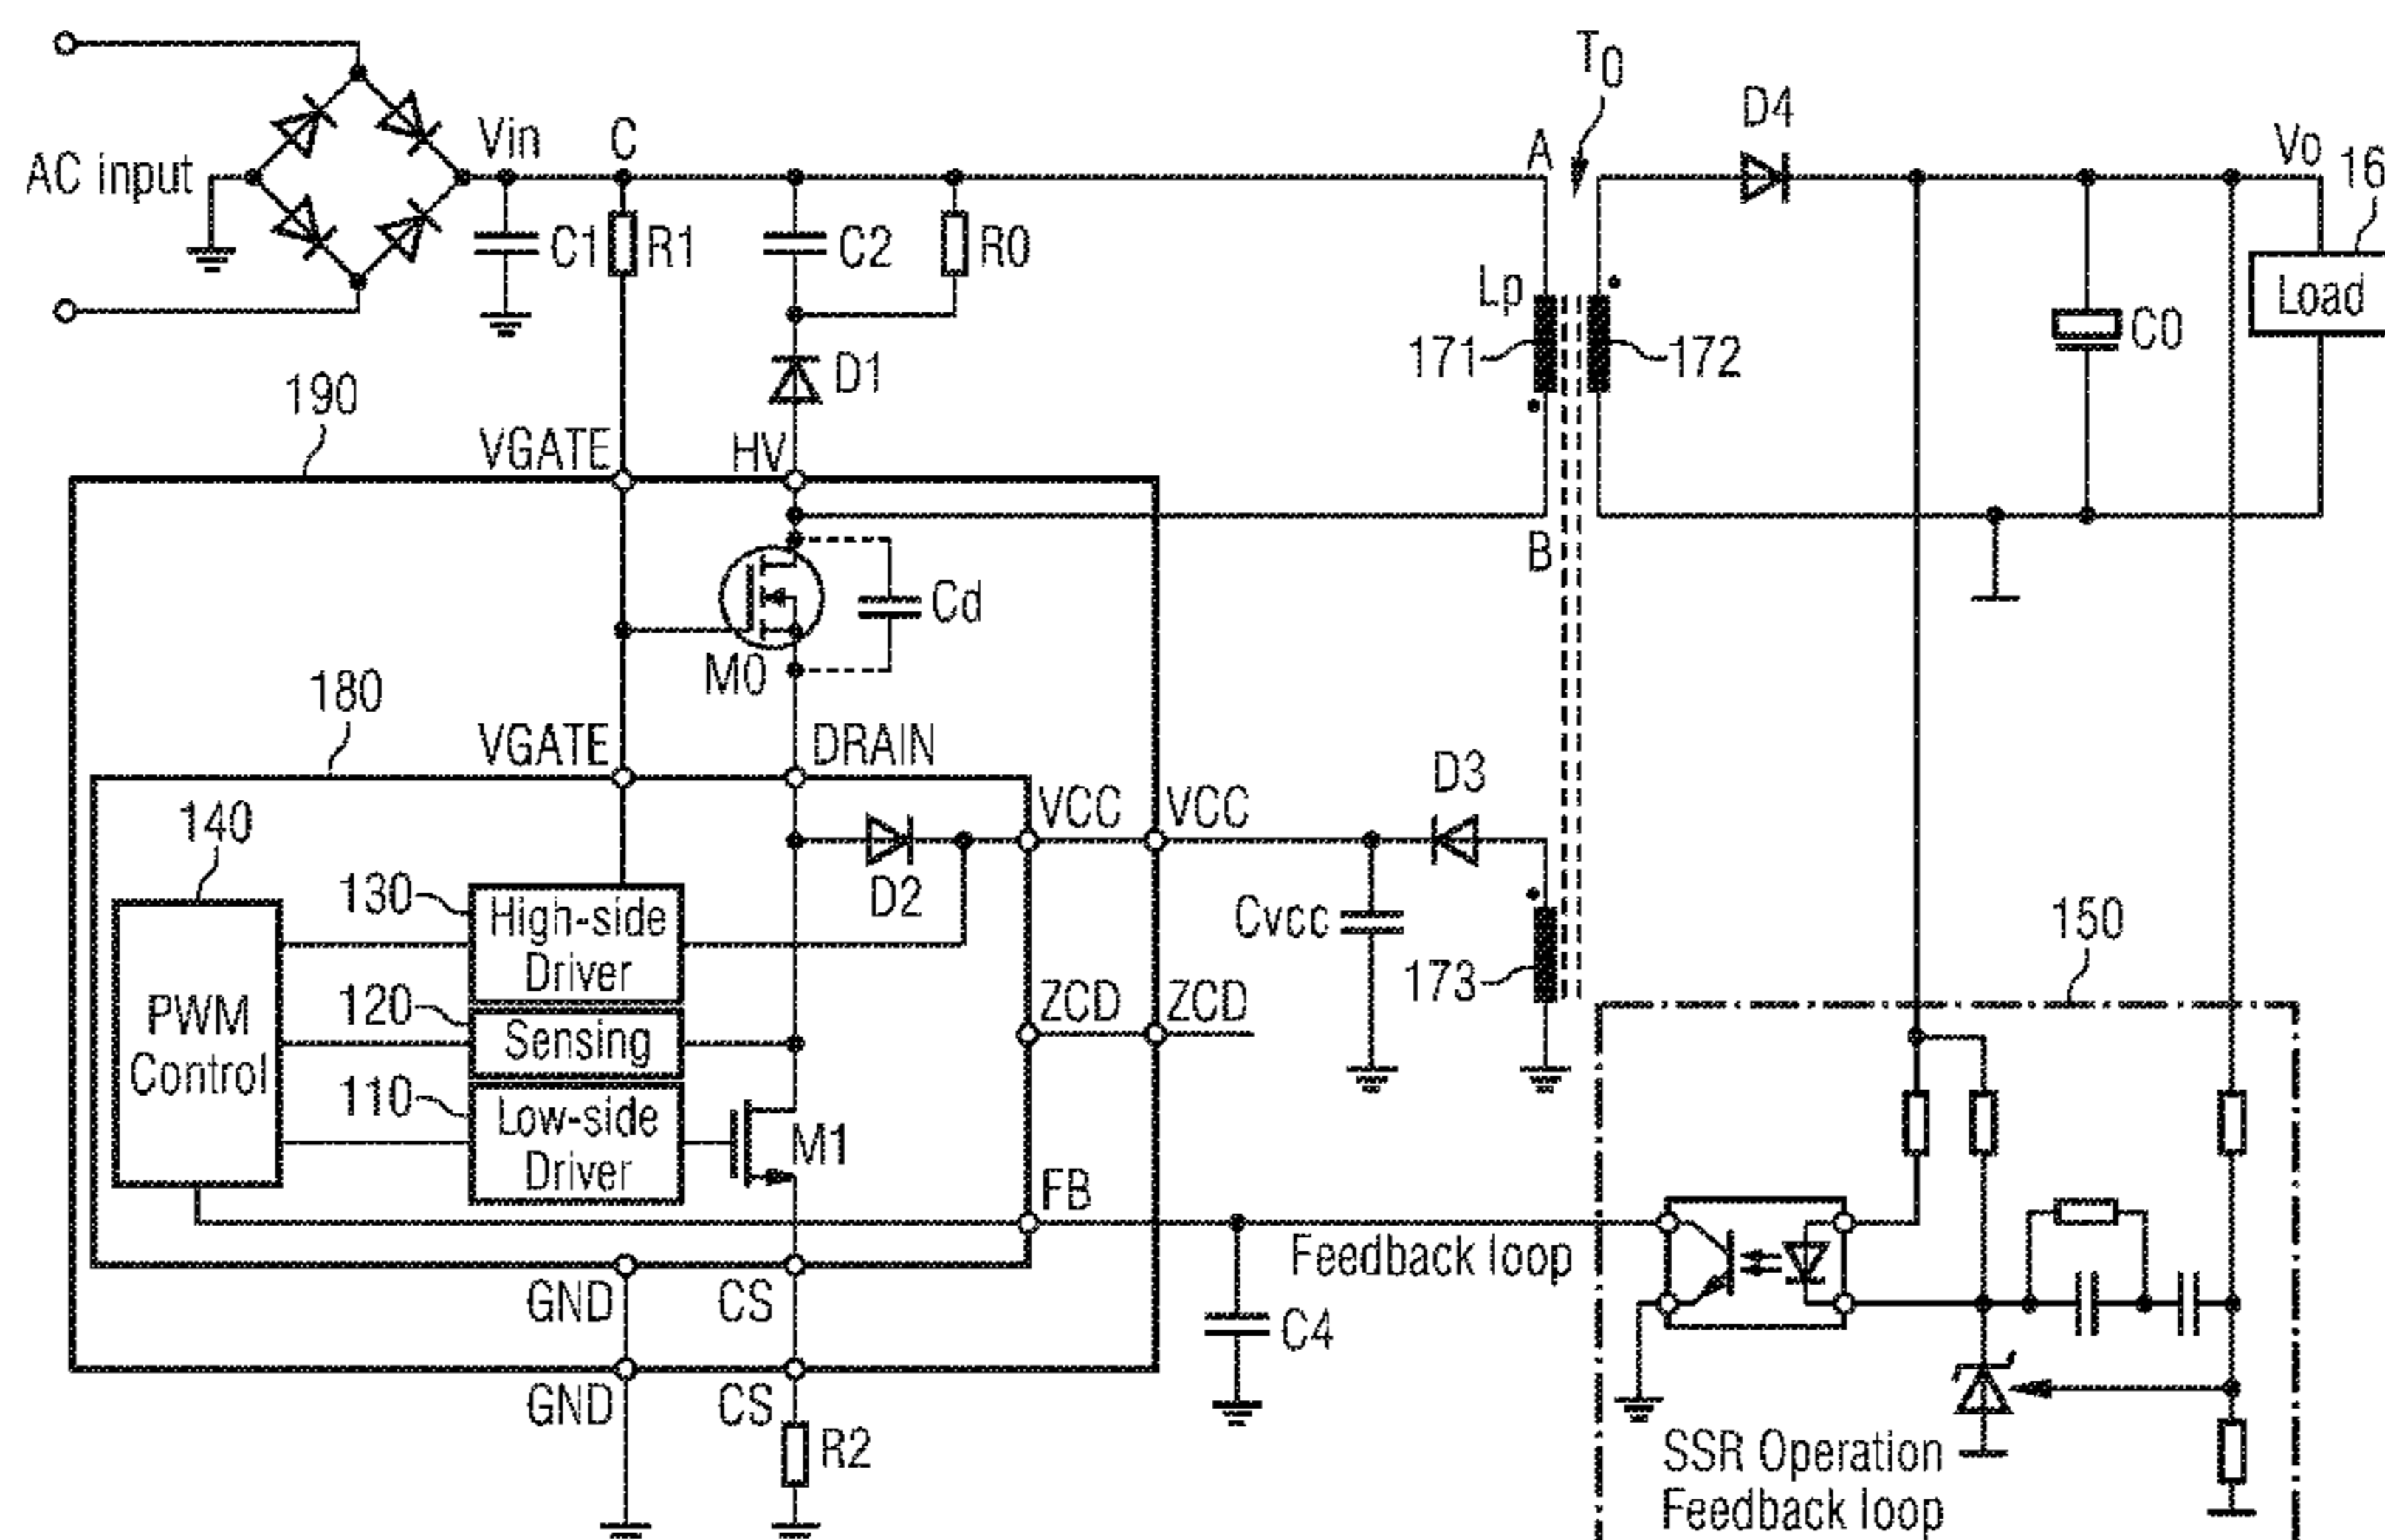 T0
D4
AC input
Vin
C
A
Vo
16
C1
R1
C2
R0
Lp
Load
171
172
C0
D1
190
VGATE
HV
B
Cd
M0
180
VGATE
DRAIN
D3
VCC
VCC
140
130
High-side
Driver
D2
Cvcc
150
173
PWM
Control
120
Sensing
ZCD
ZCD
110
Low-side
Driver
M1
FB
Feedback loop
GND
CS
C4
GND
CS
R2
SSR Operation
Feedback loop